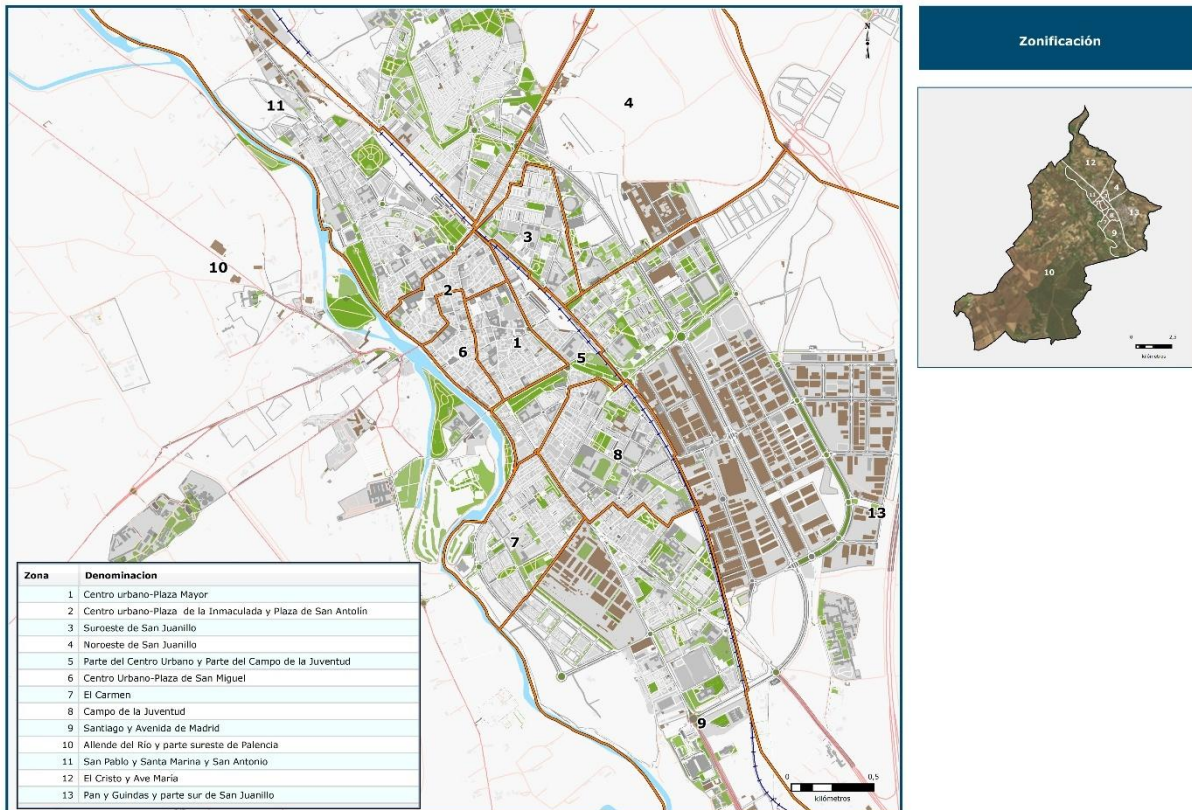 Zonificación
N
11
4
3
10
2
1
6
5
8
13
7
9
Zona Denominacion
1 Centro urbano-Plaza Mayor
2 Centro urbano-Plaza de la Inmaculada y Plaza de San Antolín
3 Suroeste de San Juanillo
4 Noroeste de San Juanillo
5 Parte del Centro Urbano y Parte del Campo de la Juventud
6 Centro Urbano-Plaza de San Miguel
7 El Carmen
8 Campo de la Juventud
9 Santiago y Avenida de Madrid
10 Allende del Río y parte sureste de Palencia
11 San Pablo y Santa Marina y San Antonio
12 El Cristo y Ave María
13 Pan y Guindas y parte sur de San Juanillo
0 0,5
kilómetros
12
4
11
13
9
10
0 2,5
kilómetros